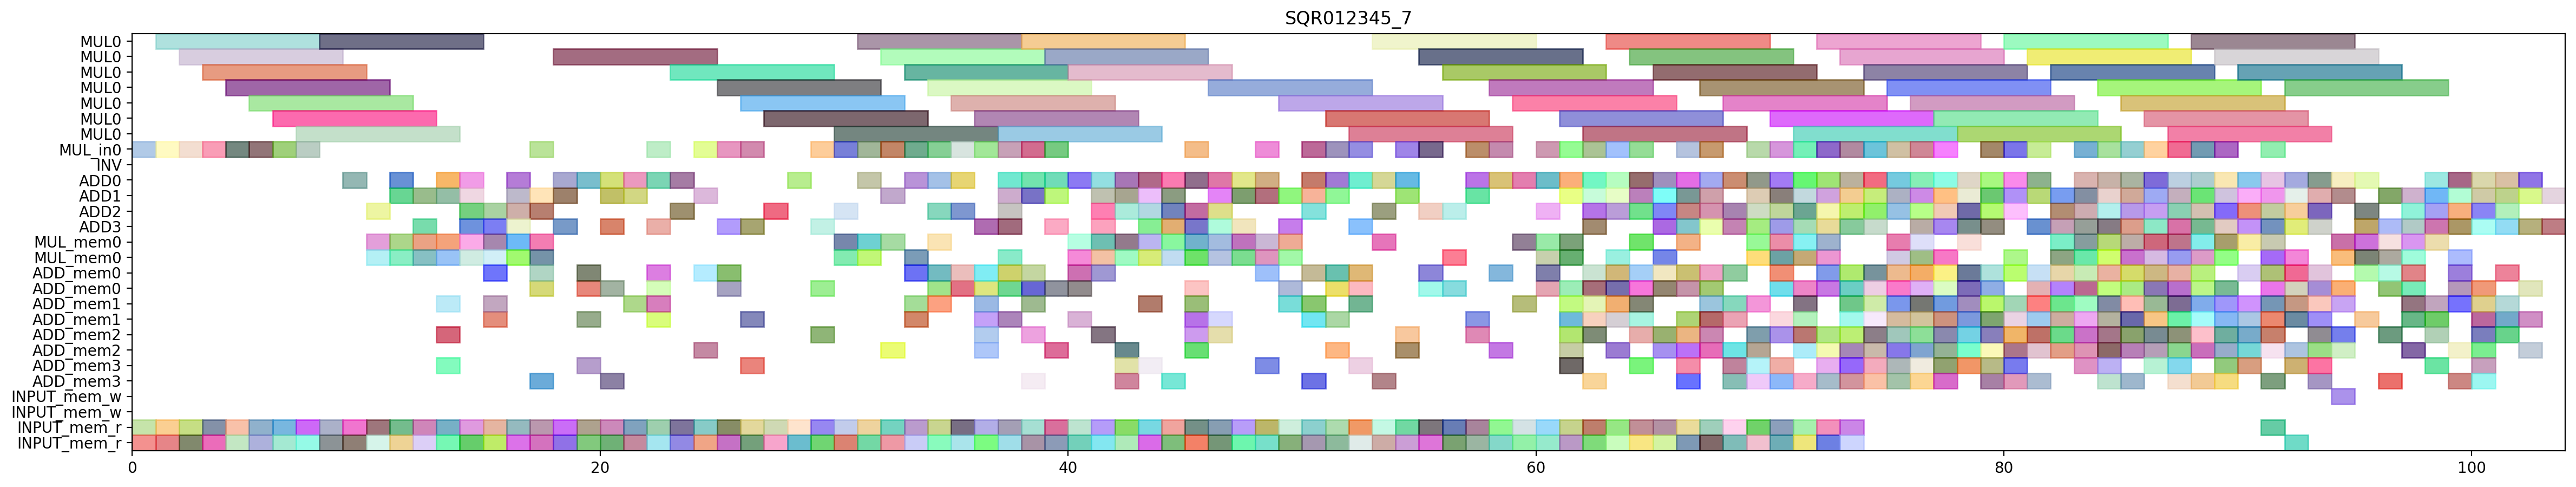 SQR012345_7
MUL0
MUL0
MUL0
MUL0
MUL0
MUL0
MUL0
MUL_in0
INV
ADD0
ADD1
ADD2
ADD3
MUL_mem0
MUL_mem0
ADD_mem0
ADD_mem0
ADD_mem1
ADD_mem1
ADD_mem2
ADD_mem2
ADD_mem3
ADD_mem3
INPUT_mem_w
INPUT_mem_w
INPUT_mem_r
INPUT_mem_r
0 20 40 60 80 100